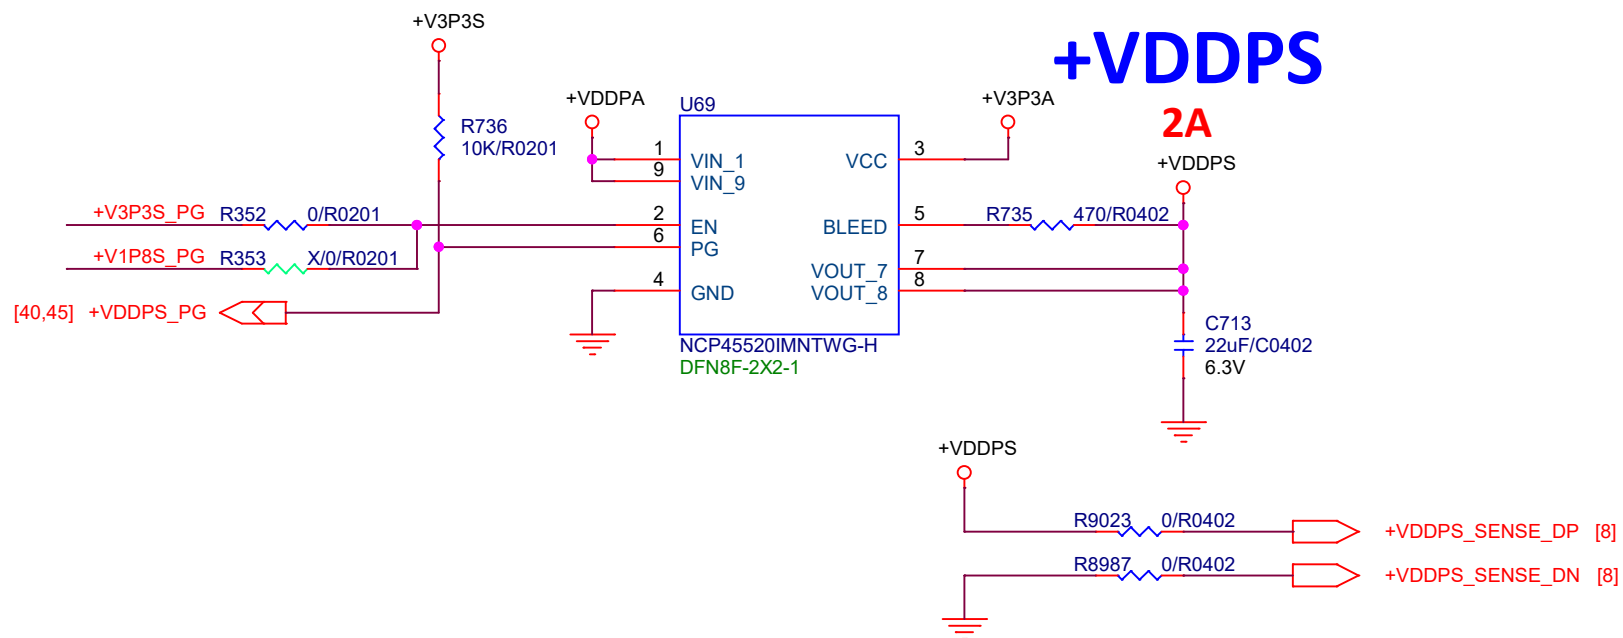 +V3P3S
+VDDPS
2A
+VDDPA
U69
+V3P3A
R736
10K/R0201
+VDDPS
1
VIN_1
VCC
3
9
VIN_9
+V3P3S_PG
R352
0/R0201
2
EN
BLEED
5
R735
470/R0402
6
PG
+V1P8S_PG
R353
X/0/R0201
VOUT_7
7
4
GND
VOUT_8
8
[40,45]
+VDDPS_PG
C713
22uF/C0402
6.3V
NCP45520IMNTWG-H
DFN8F-2X2-1
+VDDPS
R9023
0/R0402
+VDDPS_SENSE_DP
[8]
R8987
0/R0402
+VDDPS_SENSE_DN
[8]